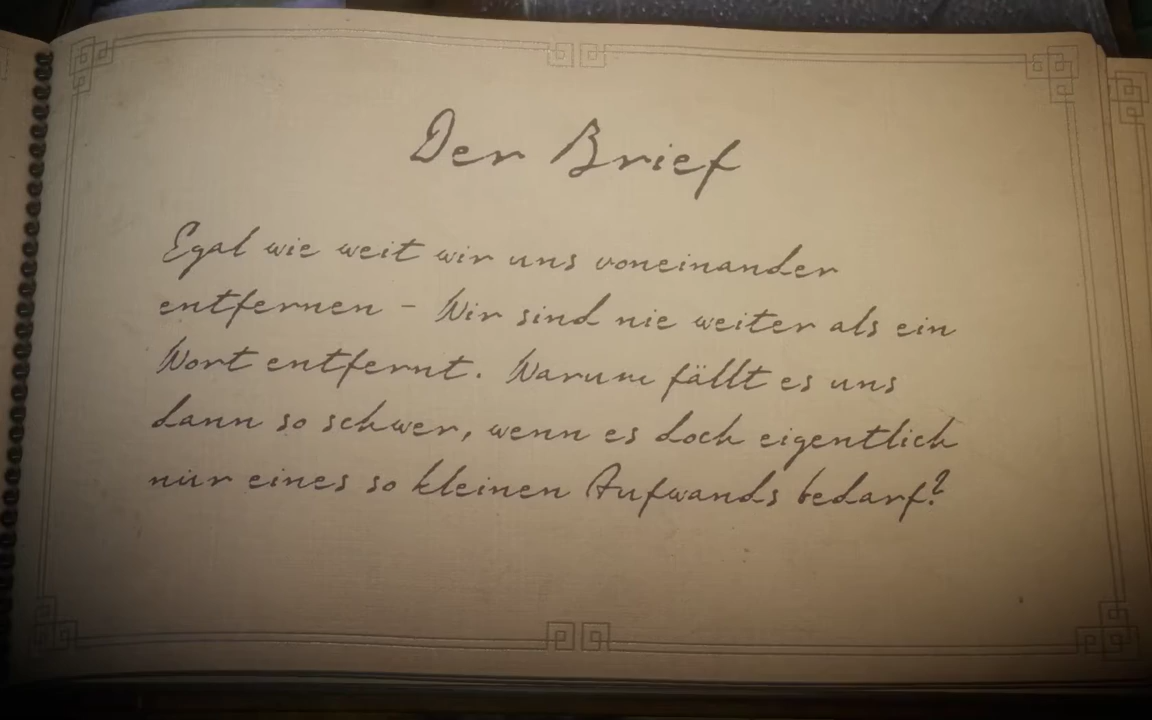 Der Brief
Egal wie weit wir uns voneinander
entfernen - Wir sind nie weiter als ein
Wort entfernt. Warum fällt es uns
dann so schwer, wenn es doch eigentlich
nur eines so kleinen Aufwands bedarf?